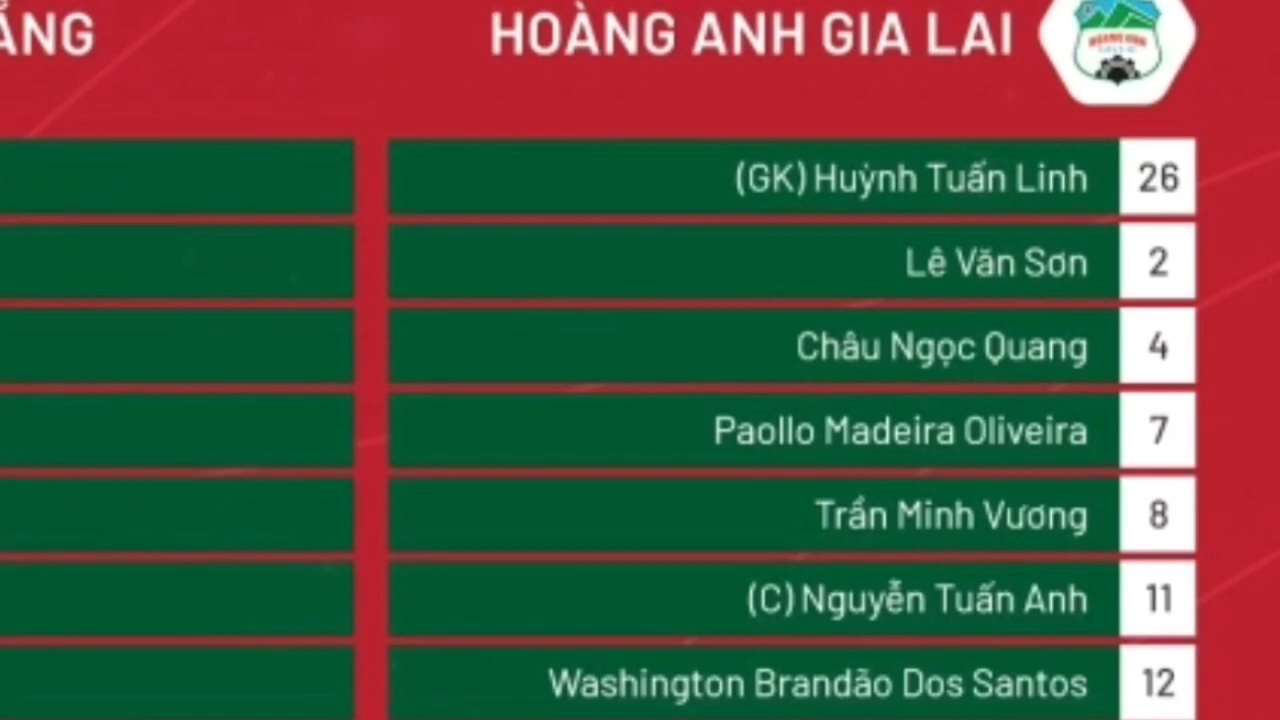 HOÀNG ANH GIA LAI
(GK) Huỳnh Tuấn Linh 26
Lê Văn Sơn 2
Châu Ngọc Quang 4
Paollo Madeira Oliveira 7
Trần Minh Vương 8
(C) Nguyễn Tuấn Anh 11
Washington Brandão Dos Santos 12